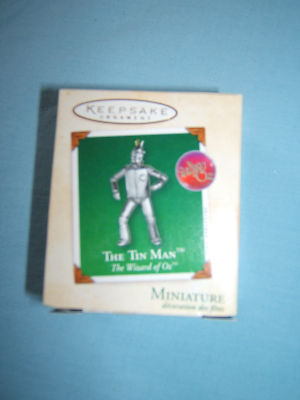 KEEPSAKE
ORNAMENT
THE TIN MAN™
The Wizard of Oz™
MINIATURE
décoration des fêtes